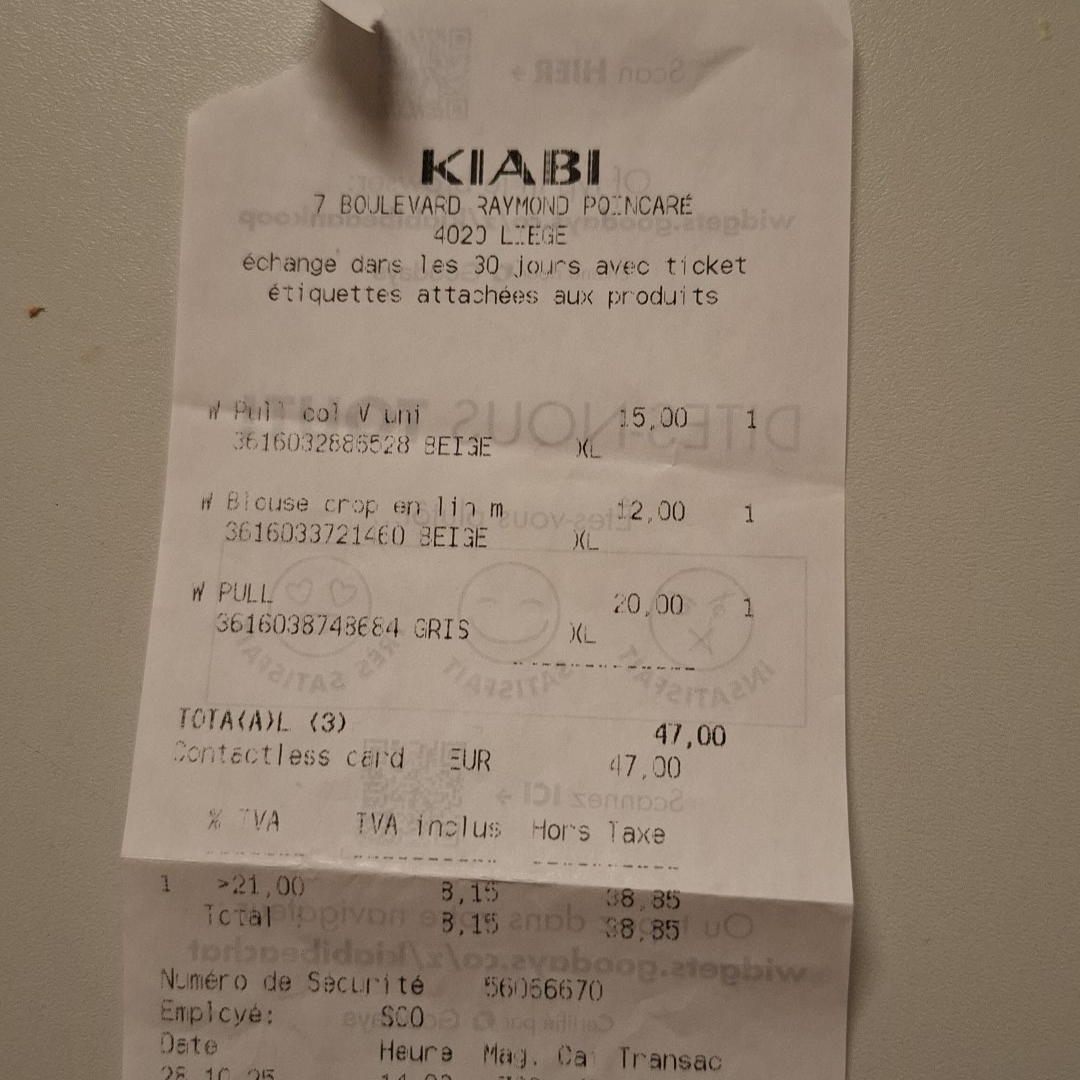 KIABI
7 BOULEVARD RAYMOND POINCARÉ
4020 LIEGE
échange dans les 30 jours avec ticket
étiquettes attachées aux produits
W Pull col V uni 15,00 1
3616032886528 BEIGE XL
W Blouse crop en lin m 12,00 1
3616033721460 BEIGE XL
W PULL 20,00 1
3616038748684 GRIS XL
TOTA(A)L (3) 47,00
Contactless card EUR 47,00
% TVA TVA inclus Hors Taxe
1 >21,00 8,15 38,85
Total : 8,15 38,85
Numéro de Sécurité 56056670
Employé: SCO
Date Heure Mag. Ca Transac
28.10.25